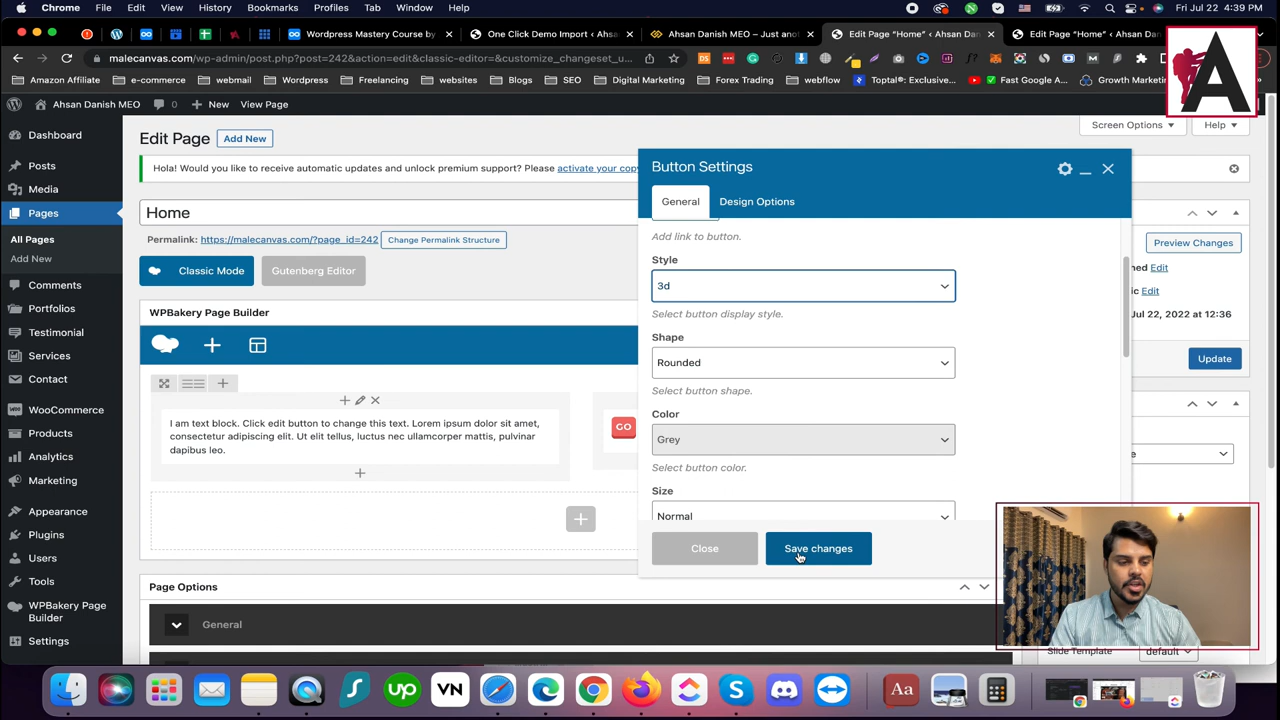 Chrome File Edit View History Bookmarks Profiles Tab Window Help Fri Jul 22 4:39 PM
Wordpress Mastery Course by
One Click Demo Import ‹ Ahsa
Ahsan Danish MEO – Just anot
Edit Page “Home” ‹ Ahsan Dan
Edit Page “Home” ‹ Ahsan Dan
malecanvas.com/wp-admin/post.php?post=242&action=edit&classic-editor=&customize_changeset_u...
Amazon Affiliate e-commerce webmail Wordpress Freelancing websites Blog SEO Digital Marketing Forex Trading webflow Toptal®: Exclusive... Fast Google A... Growth Marketin
A
Ahsan Danish MEO 0 New View Page
Dashboard
Posts
Media
Pages
All Pages
Add New
Comments
Portfolios
Testimonial
Services
Contact
WooCommerce
Products
Analytics
Marketing
Appearance
Plugins
Users
Tools
WPBakery Page
Builder
Settings
Edit Page Add New
Screen Options Help
Hola! Would you like to receive automatic updates and unlock premium support? Please activate your copy
Home
Permalink: https://malecanvas.com/?page_id=242 Change Permalink Structure
Classic Mode Gutenberg Editor
WPBakery Page Builder
I am text block. Click edit button to change this text. Lorem ipsum dolor sit amet,
consectetur adipiscing elit. Ut elit tellus, luctus nec ullamcorper mattis, pulvinar
dapibus leo.
GO
Page Options
General
Button Settings
General Design Options
Add link to button.
Style
3d
Select button display style.
Shape
Rounded
Select button shape.
Color
Grey
Select button color.
Size
Normal
Close Save changes
Preview Changes
Edit
Edit
Jul 22, 2022 at 12:36
Update
Slide Template default
up VN Aa